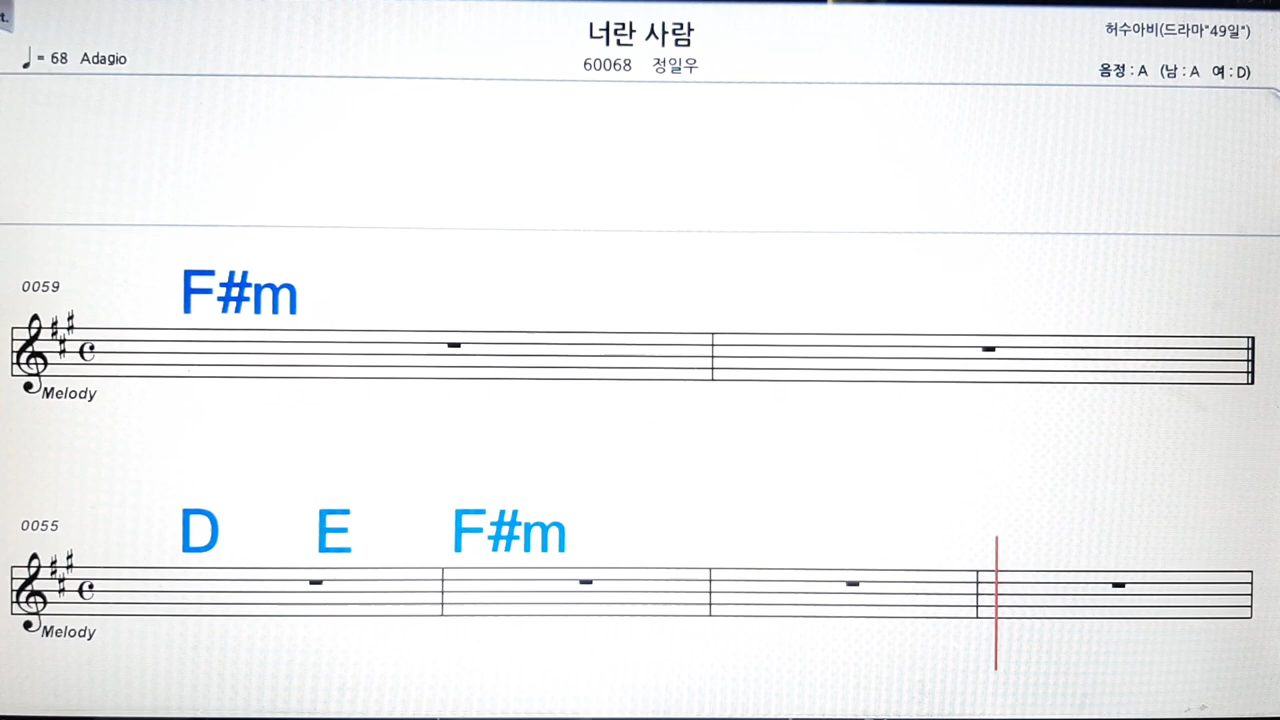 t.
너란 사람
허수아비(드라마"49일")
♩= 68 Adagio
60068 정일우
음정 : A (남 : A 여 : D)
0059
F#m
Melody
0055
D E F#m
Melody